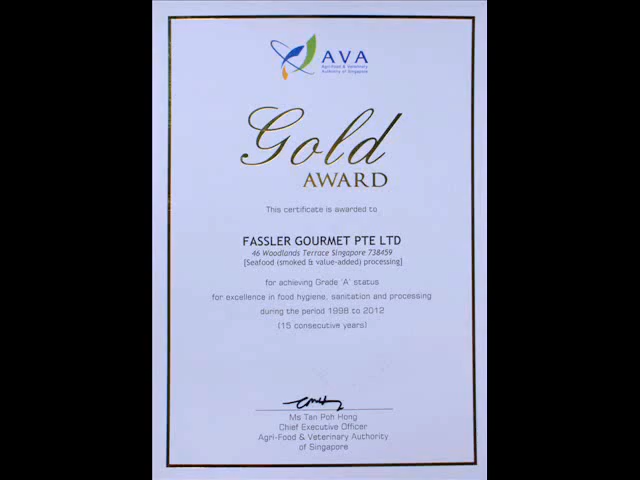 AVA
Agri-Food & Veterinary
Authority of Singapore
Gold
AWARD
This certificate is awarded to
FASSLER GOURMET PTE LTD
46 Woodlands Terrace Singapore 738459
[Seafood (smoked & value-added) processing]
for achieving Grade 'A' status
for excellence in food hygiene, sanitation and processing
during the period 1998 to 2012
(15 consecutive years)
Ms Tan Poh Hong
Chief Executive Officer
Agri-Food & Veterinary Authority
of Singapore